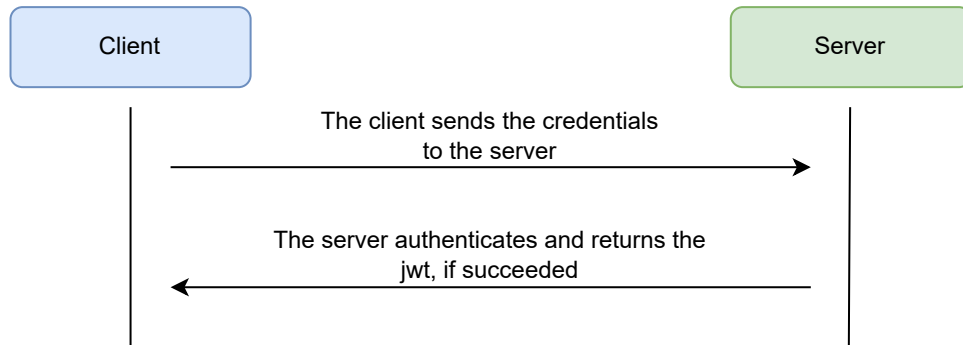 Client
Server
The client sends the credentials
to the server
The server authenticates and returns the
jwt, if succeeded